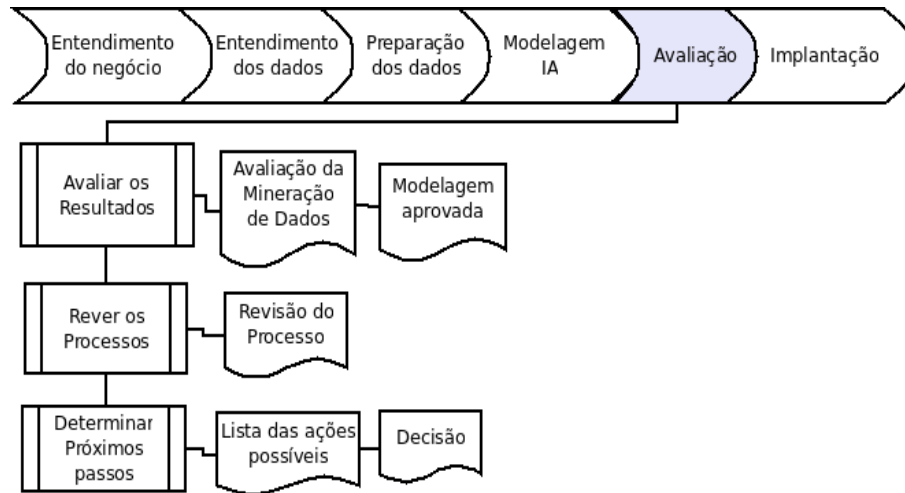 Entendimento
do negócio
Entendimento
dos dados
Preparação
dos dados
Modelagem
IA
Avaliação
Implantação
Avaliar os
Resultados
Avaliação da
Mineração
de Dados
Modelagem
aprovada
Rever os
Processos
Revisão do
Processo
Determinar
Próximos
passos
Lista das ações
possíveis
Decisão